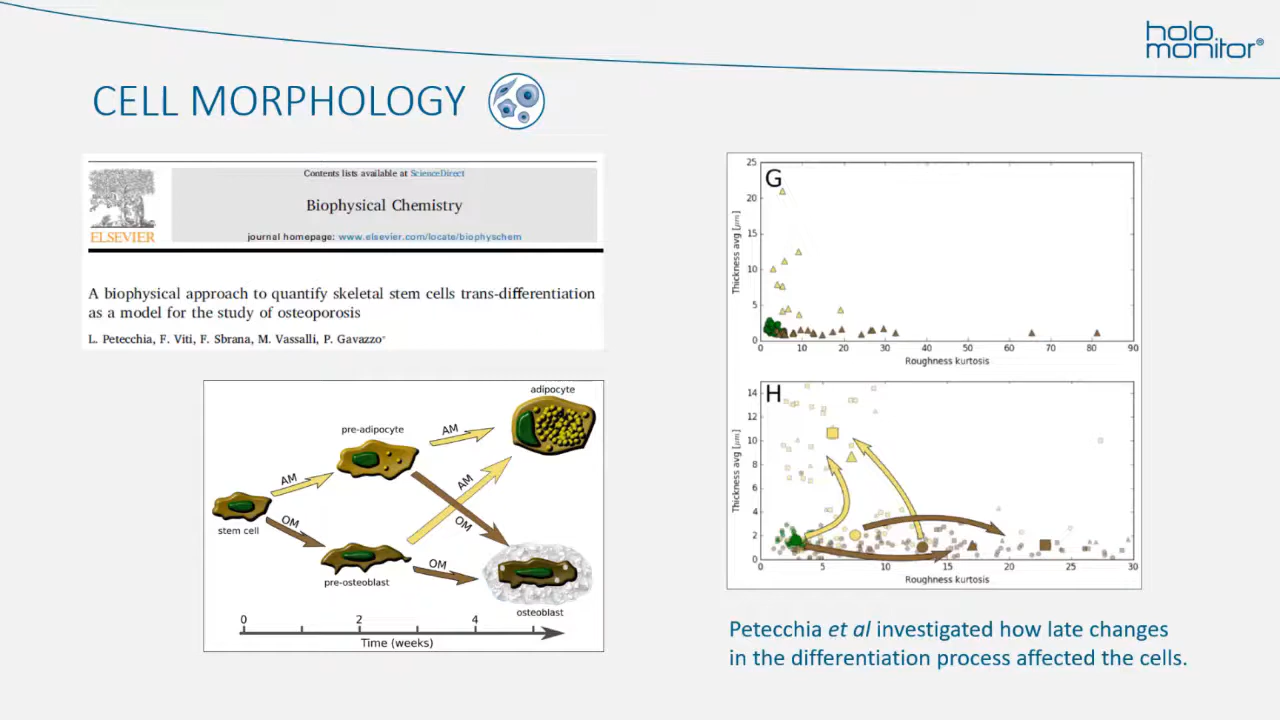 holo
monitor®
CELL MORPHOLOGY
Contents lists available at ScienceDirect
Biophysical Chemistry
journal homepage: www.elsevier.com/locate/biophyschem
ELSEVIER
A biophysical approach to quantify skeletal stem cells trans-differentiation
as a model for the study of osteoporosis
L. Petecchia, F. Viti, F. Sbrana, M. Vassalli, P. Gavazzo*
adipocyte
pre-adipocyte
AM
AM
AM
stem cell
OM
OM
pre-osteoblast
OM
osteoblast
0 2 4
Time (weeks)
G
25
20
15
10
5
0
Thickness avg [μm]
0 10 20 30 40 50 60 70 80 90
Roughness kurtosis
H
14
12
10
8
6
4
2
0
Thickness avg [μm]
0 5 10 15 20 25 30
Roughness kurtosis
Petecchia et al investigated how late changes
in the differentiation process affected the cells.